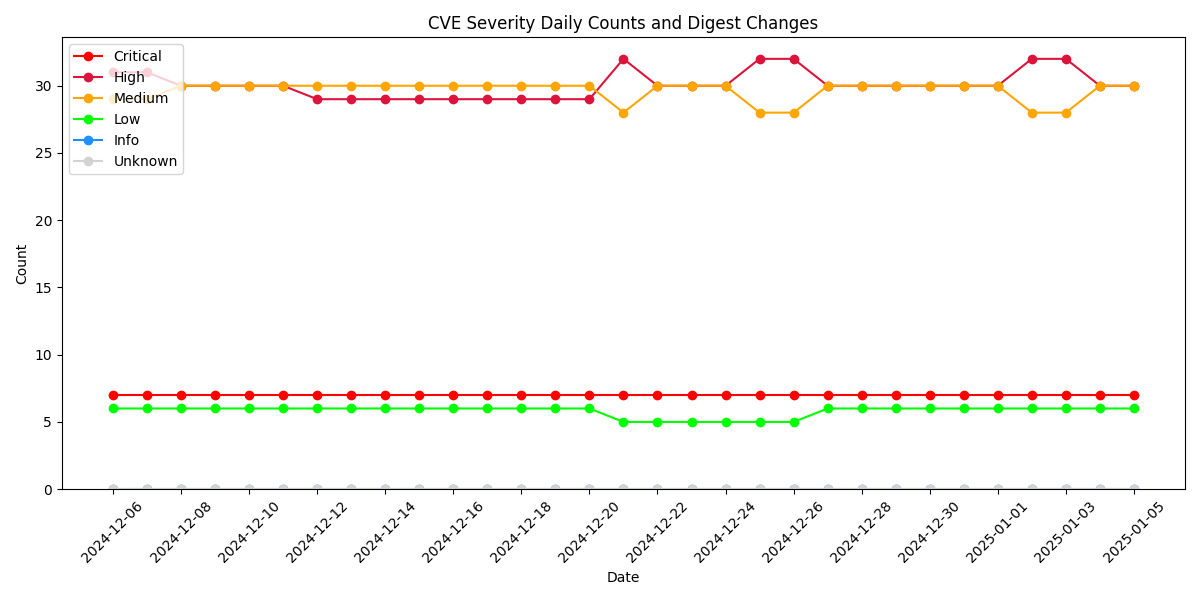 CVE Severity Daily Counts and Digest Changes
Critical
High
Medium
Low
Info
Unknown
Count
30
25
20
15
10
5
0
2024-12-06
2024-12-08
2024-12-10
2024-12-12
2024-12-14
2024-12-16
2024-12-18
2024-12-20
2024-12-22
2024-12-24
2024-12-26
2024-12-28
2024-12-30
2025-01-01
2025-01-03
2025-01-05
Date